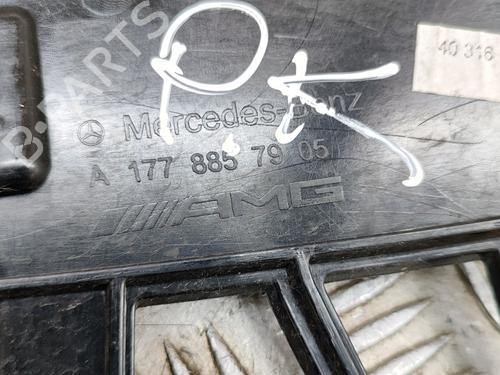 40 316
Mercedes-Benz
A 177 885 79 05
AMG
B-PARTS